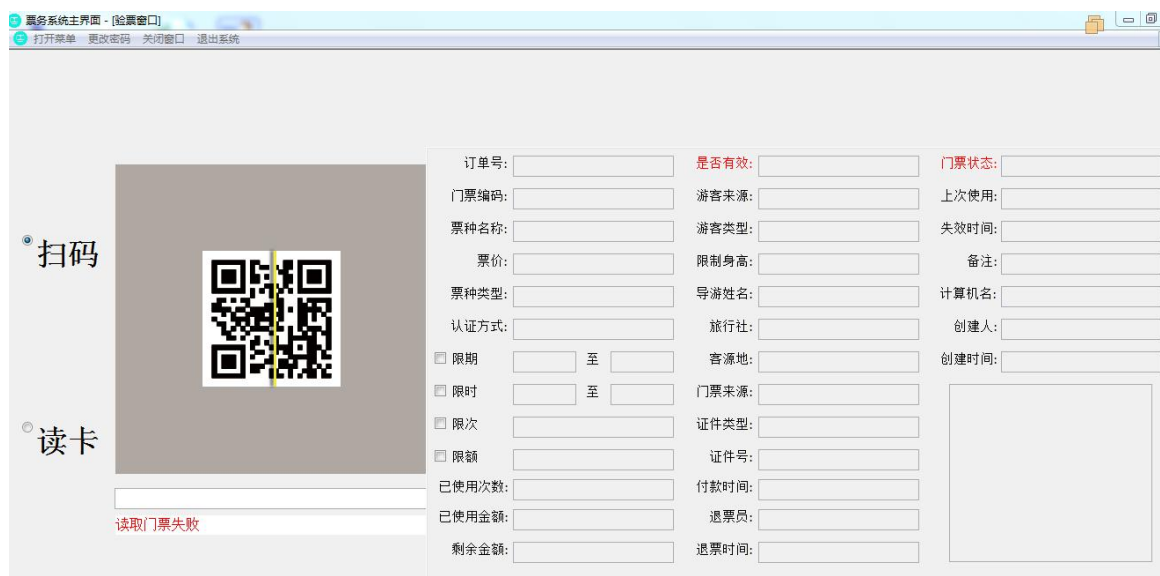 票务系统主界面 - [验票窗口]
打开菜单 更改密码 关闭窗口 退出系统
扫码
读卡
读取门票失败
订单号:
门票编码:
票种名称:
票价:
票种类型:
认证方式:
限期 至
限时 至
限次
限额
已使用次数:
已使用金额:
剩余金额:
是否有效:
游客来源:
游客类型:
限制身高:
导游姓名:
旅行社:
客源地:
门票来源:
证件类型:
证件号:
付款时间:
退票员:
退票时间:
门票状态:
上次使用:
失效时间:
备注:
计算机名:
创建人:
创建时间: